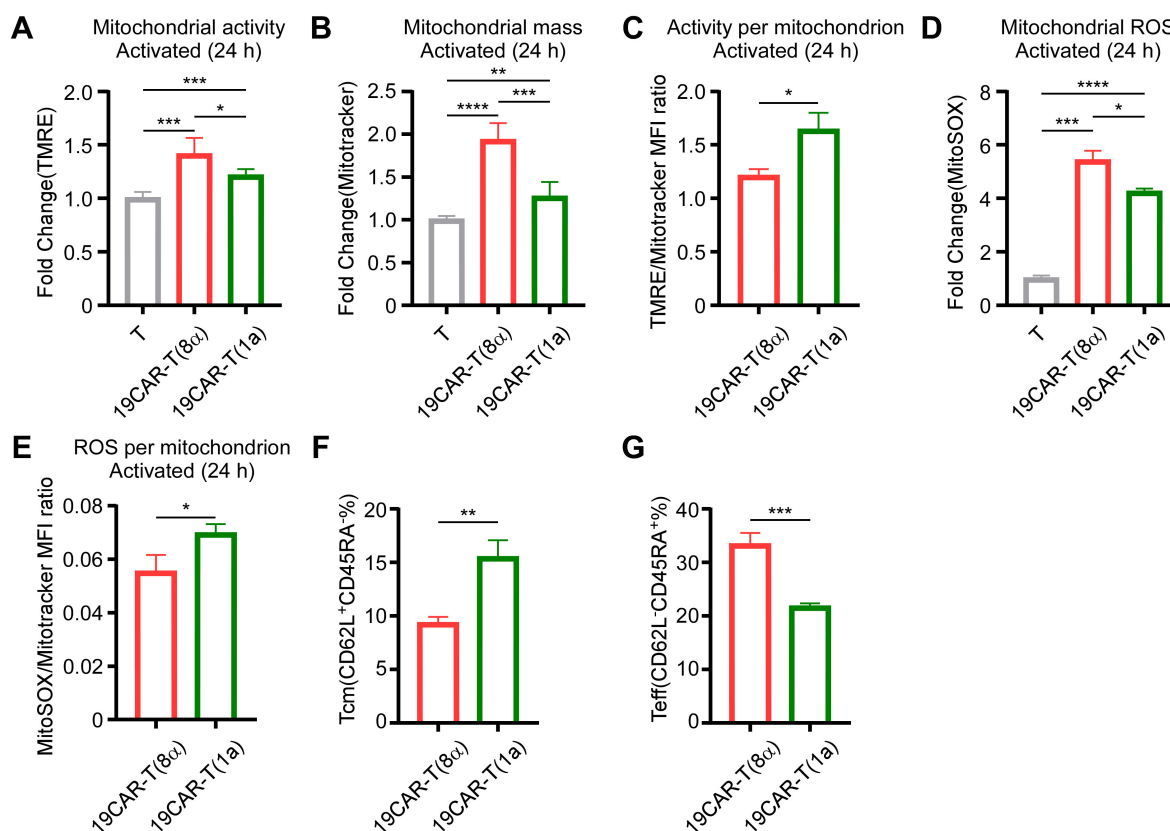 A
Mitochondrial activity
Activated (24 h)
Fold Change(TMRE)
2.0
1.5
1.0
0.5
0
***
***
*
T
19CAR-T(8α)
19CAR-T(1a)
B
Mitochondrial mass
Activated (24 h)
Fold Change(Mitotracker)
2.5
2.0
1.5
1.0
0.5
0
**
****
***
T
19CAR-T(8α)
19CAR-T(1a)
C
Activity per mitochondrion
Activated (24 h)
TMRE/Mitotracker MFI ratio
2.0
1.5
1.0
0.5
0
*
19CAR-T(8α)
19CAR-T(1a)
D
Mitochondrial ROS
Activated (24 h)
Fold Change(MitoSOX)
8
6
4
2
0
****
***
*
T
19CAR-T(8α)
19CAR-T(1a)
E
ROS per mitochondrion
Activated (24 h)
MitoSOX/Mitotracker MFI ratio
0.08
0.06
0.04
0.02
0
*
19CAR-T(8α)
19CAR-T(1a)
F
Tcm(CD62L⁺CD45RA⁻%)
20
15
10
5
0
**
19CAR-T(8α)
19CAR-T(1a)
G
Teff(CD62L⁻CD45RA⁺%)
40
30
20
10
0
***
19CAR-T(8α)
19CAR-T(1a)